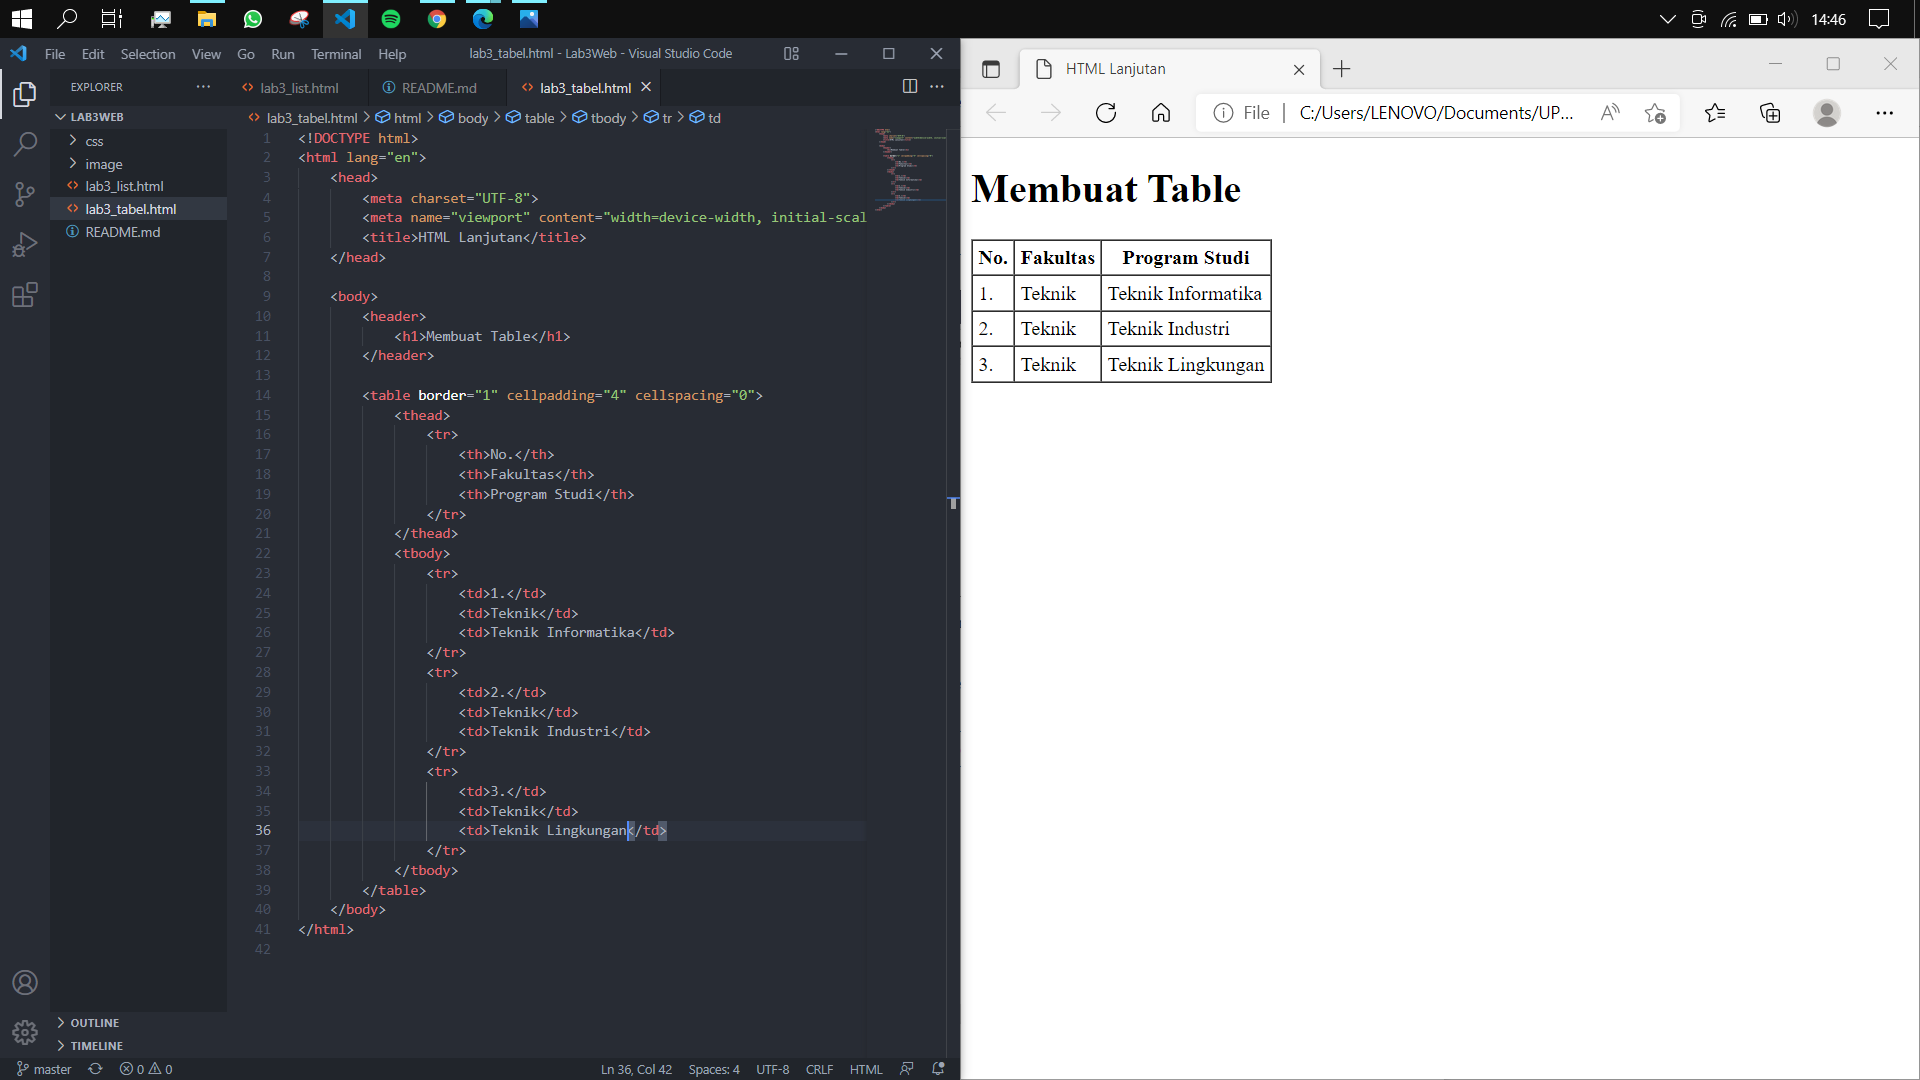 14:46
File Edit Selection View Go Run Terminal Help
lab3_tabel.html - Lab3Web - Visual Studio Code
EXPLORER
LAB3WEB
css
image
lab3_list.html
lab3_tabel.html
README.md
OUTLINE
TIMELINE
lab3_list.html README.md lab3_tabel.html
lab3_tabel.html > html > body > table > tbody > tr > td
1 <!DOCTYPE html>
2 <html lang="en">
3 <head>
4 <meta charset="UTF-8">
5 <meta name="viewport" content="width=device-width, initial-scal
6 <title>HTML Lanjutan</title>
7 </head>
8
9 <body>
10 <header>
11 <h1>Membuat Table</h1>
12 </header>
13
14 <table border="1" cellpadding="4" cellspacing="0">
15 <thead>
16 <tr>
17 <th>No.</th>
18 <th>Fakultas</th>
19 <th>Program Studi</th>
20 </tr>
21 </thead>
22 <tbody>
23 <tr>
24 <td>1.</td>
25 <td>Teknik</td>
26 <td>Teknik Informatika</td>
27 </tr>
28 <tr>
29 <td>2.</td>
30 <td>Teknik</td>
31 <td>Teknik Industri</td>
32 </tr>
33 <tr>
34 <td>3.</td>
35 <td>Teknik</td>
36 <td>Teknik Lingkungan</td>
37 </tr>
38 </tbody>
39 </table>
40 </body>
41 </html>
42
master 0 0 Ln 36, Col 42 Spaces: 4 UTF-8 CRLF HTML
HTML Lanjutan
File C:/Users/LENOVO/Documents/UP...
Membuat Table
No. Fakultas Program Studi
1. Teknik Teknik Informatika
2. Teknik Teknik Industri
3. Teknik Teknik Lingkungan